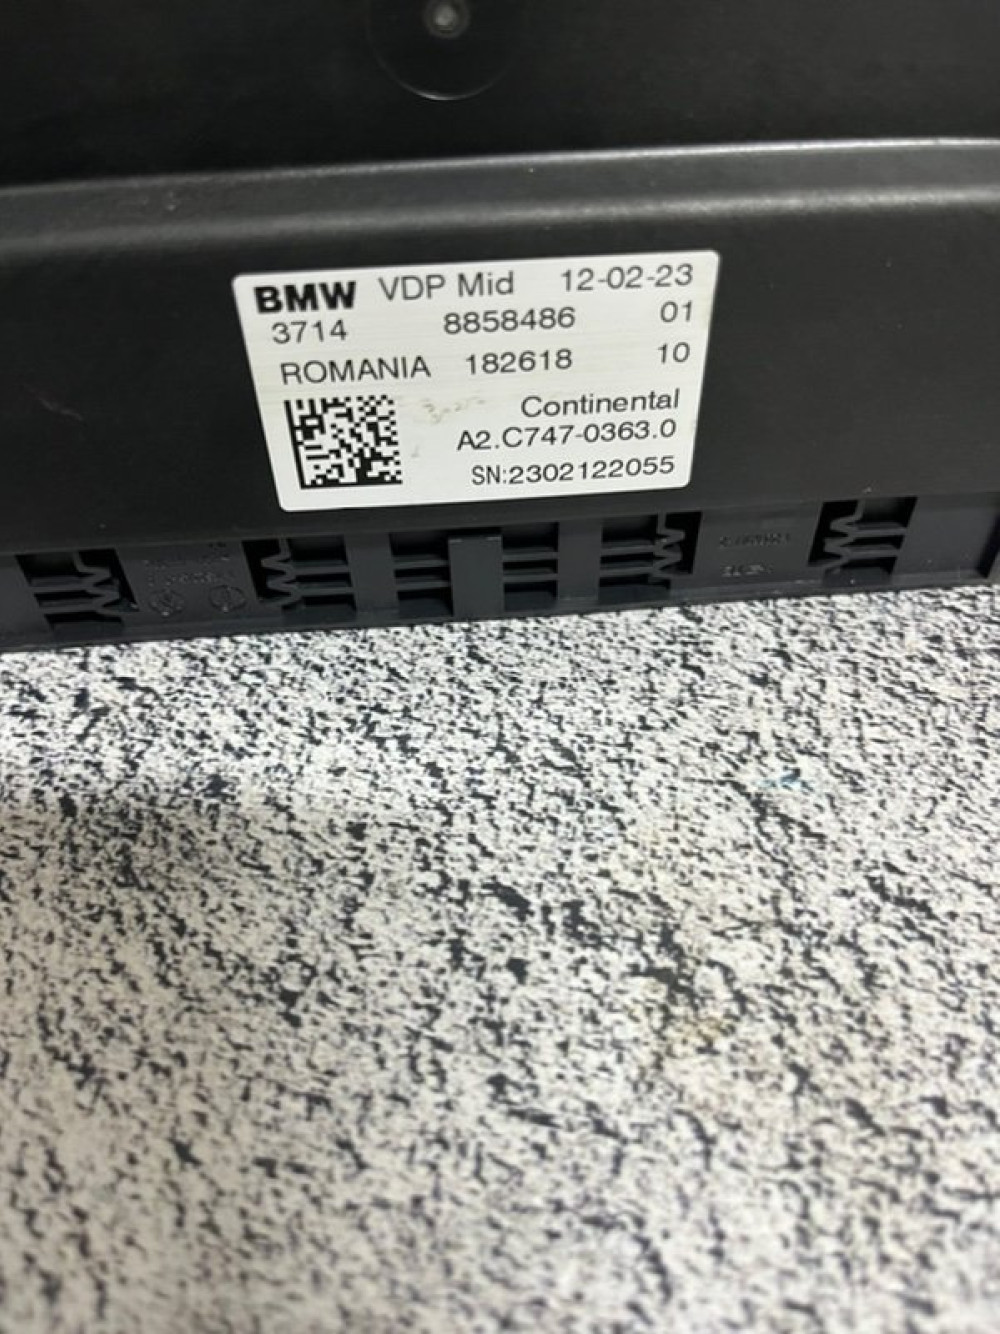 BMW VDP Mid 12-02-23
3714 8858486 01
ROMANIA 182618 10
Continental
A2.C747-0363.0
SN:2302122055